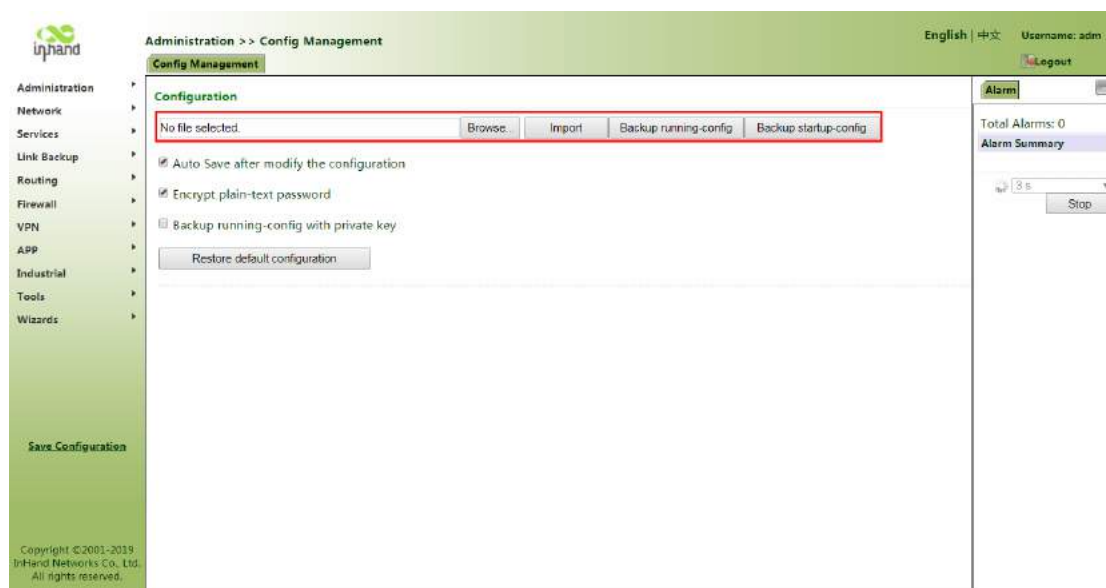 inhand
Administration >> Config Management
English | 中文 Username: adm
Config Management
Logout
Administration
Network
Services
Link Backup
Routing
Firewall
VPN
APP
Industrial
Tools
Wizards
Save Configuration
Copyright ©2001-2019
InHand Networks Co., Ltd.
All rights reserved.
Configuration
No file selected. Browse... Import Backup running-config Backup startup-config
Auto Save after modify the configuration
Encrypt plain-text password
Backup running-config with private key
Restore default configuration
Alarm
Total Alarms: 0
Alarm Summary
3 s
Stop